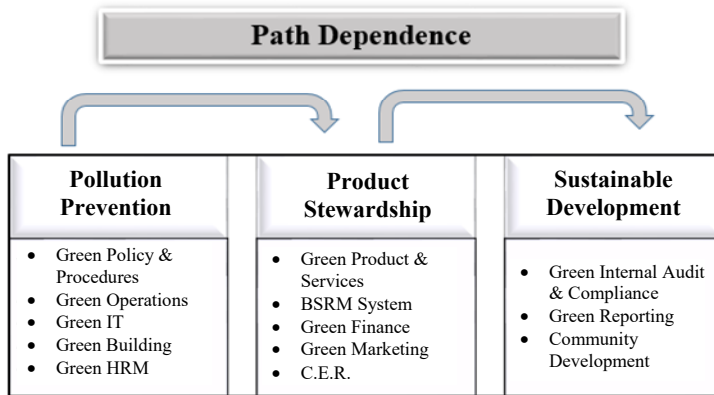 Path Dependence
Pollution
Prevention
• Green Policy &
Procedures
• Green Operations
• Green IT
• Green Building
• Green HRM
Product
Stewardship
• Green Product &
Services
• BSRM System
• Green Finance
• Green Marketing
• C.E.R.
Sustainable
Development
• Green Internal Audit
& Compliance
• Green Reporting
• Community
Development